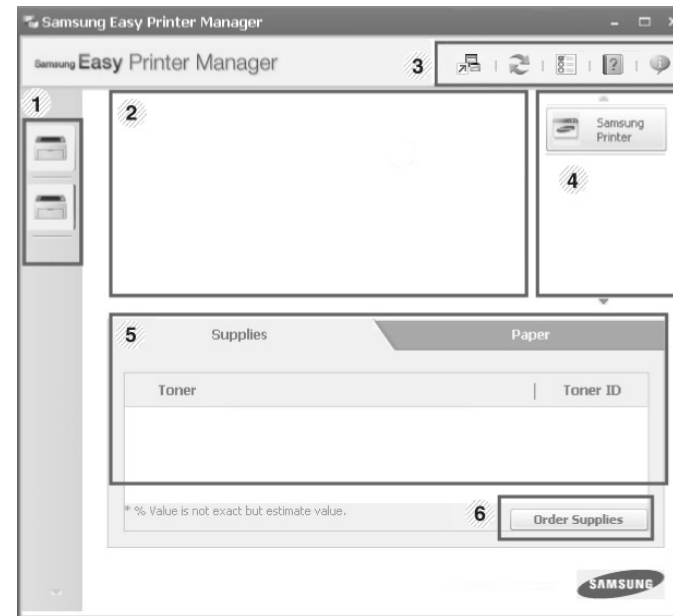 Samsung Easy Printer Manager
Samsung Easy Printer Manager
3
1
2
Samsung
Printer
4
5 Supplies Paper
Toner | Toner ID
* % Value is not exact but estimate value.
6 Order Supplies
SAMSUNG